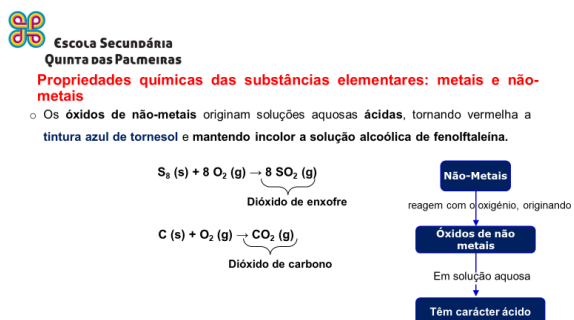 Escola Secundária
Quinta das Palmeiras
Propriedades químicas das substâncias elementares: metais e não-
metais
o Os óxidos de não-metais originam soluções aquosas ácidas, tornando vermelha a
tintura azul de tornesol e mantendo incolor a solução alcoólica de fenolftaleína.
S₈ (s) + 8 O₂ (g) → 8 SO₂ (g)
Dióxido de enxofre
C (s) + O₂ (g) → CO₂ (g)
Dióxido de carbono
Não-Metais
reagem com o oxigénio, originando
Óxidos de não
metais
Em solução aquosa
Têm carácter ácido